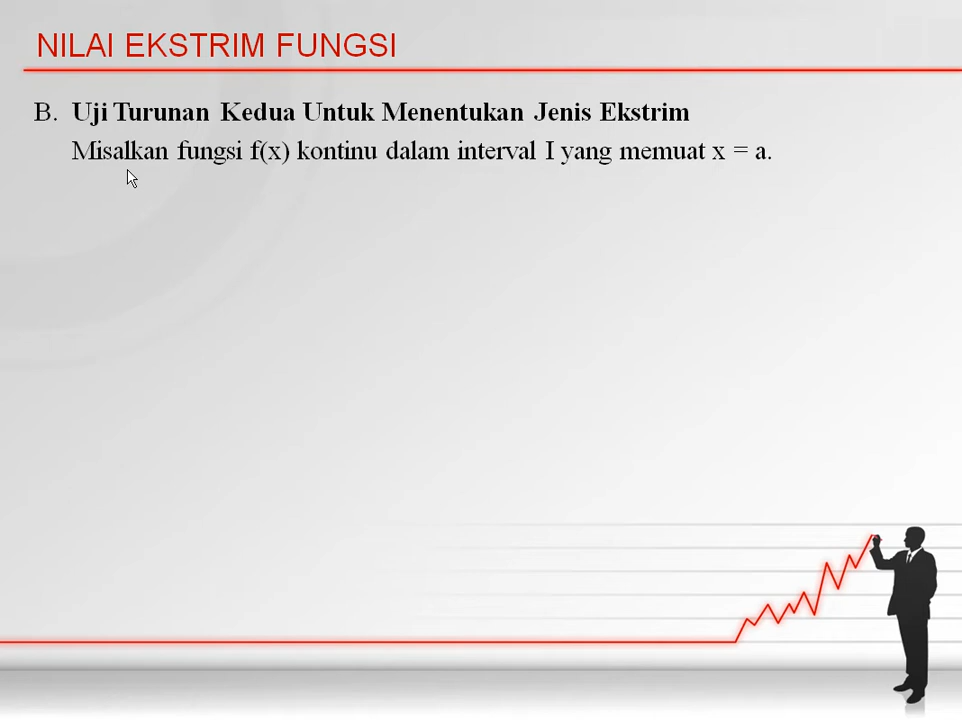 NILAI EKSTRIM FUNGSI
B. Uji Turunan Kedua Untuk Menentukan Jenis Ekstrim
Misalkan fungsi f(x) kontinu dalam interval I yang memuat x = a.